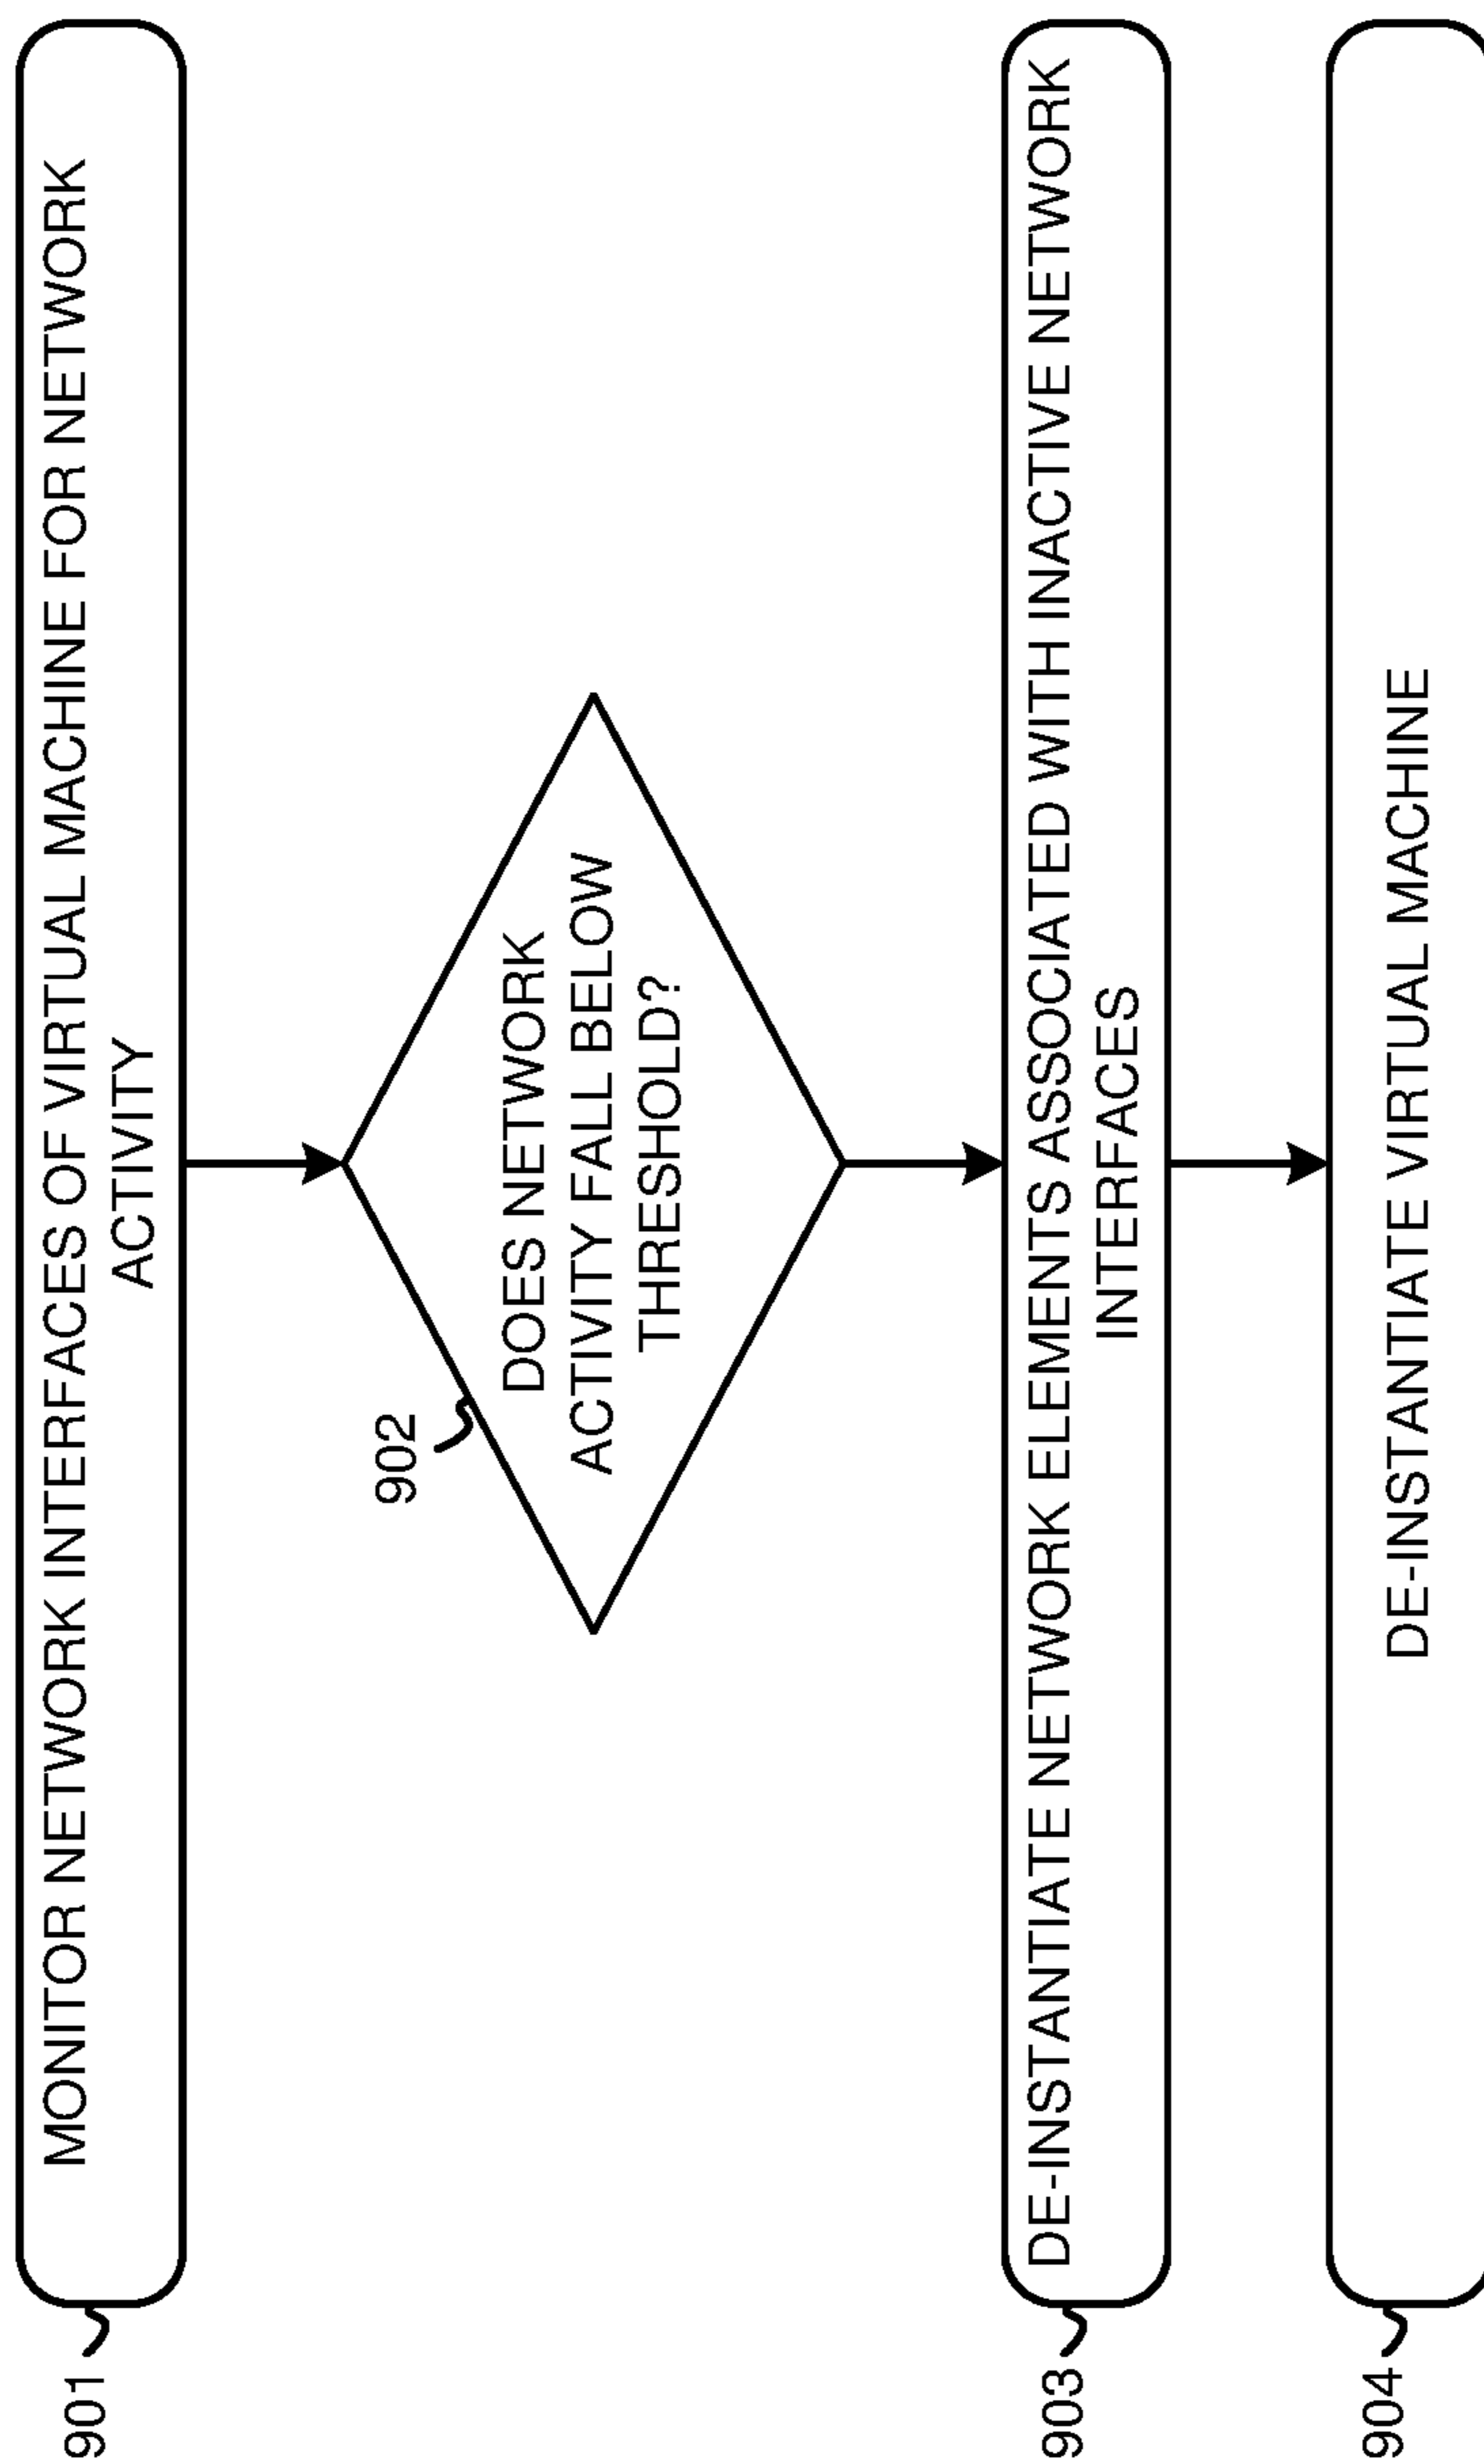 901
MONITOR NETWORK INTERFACES OF VIRTUAL MACHINE FOR NETWORK
ACTIVITY
902
DOES NETWORK
ACTIVITY FALL BELOW
THRESHOLD?
903
DE-INSTANTIATE NETWORK ELEMENTS ASSOCIATED WITH INACTIVE NETWORK
INTERFACES
904
DE-INSTANTIATE VIRTUAL MACHINE